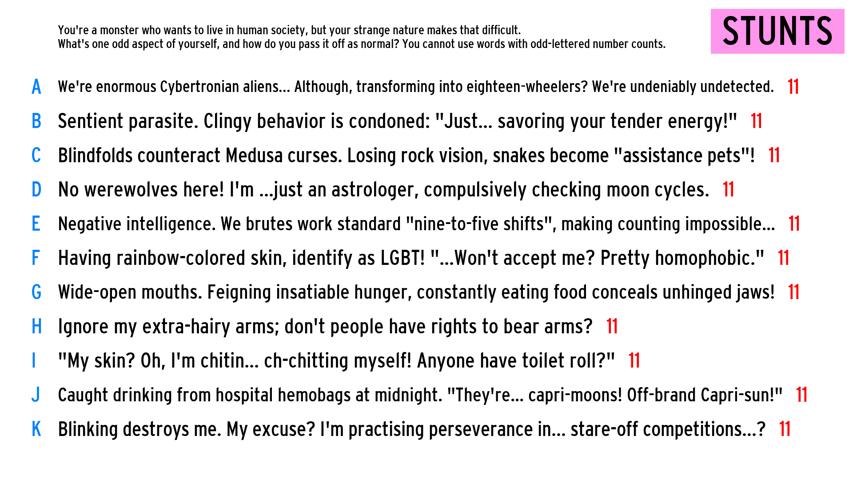 You're a monster who wants to live in human society, but your strange nature makes that difficult.
What's one odd aspect of yourself, and how do you pass it off as normal? You cannot use words with odd-lettered number counts.
STUNTS
A We're enormous Cybertronian aliens... Although, transforming into eighteen-wheelers? We're undeniably undetected. 11
B Sentient parasite. Clingy behavior is condoned: "Just... savoring your tender energy!" 11
C Blindfolds counteract Medusa curses. Losing rock vision, snakes become "assistance pets"! 11
D No werewolves here! I'm ...just an astrologer, compulsively checking moon cycles. 11
E Negative intelligence. We brutes work standard "nine-to-five shifts", making counting impossible... 11
F Having rainbow-colored skin, identify as LGBT! "...Won't accept me? Pretty homophobic." 11
G Wide-open mouths. Feigning insatiable hunger, constantly eating food conceals unhinged jaws! 11
H Ignore my extra-hairy arms; don't people have rights to bear arms? 11
I "My skin? Oh, I'm chitin... ch-chitting myself! Anyone have toilet roll?" 11
J Caught drinking from hospital hemobags at midnight. "They're... capri-moons! Off-brand Capri-sun!" 11
K Blinking destroys me. My excuse? I'm practising perseverance in... stare-off competitions...? 11